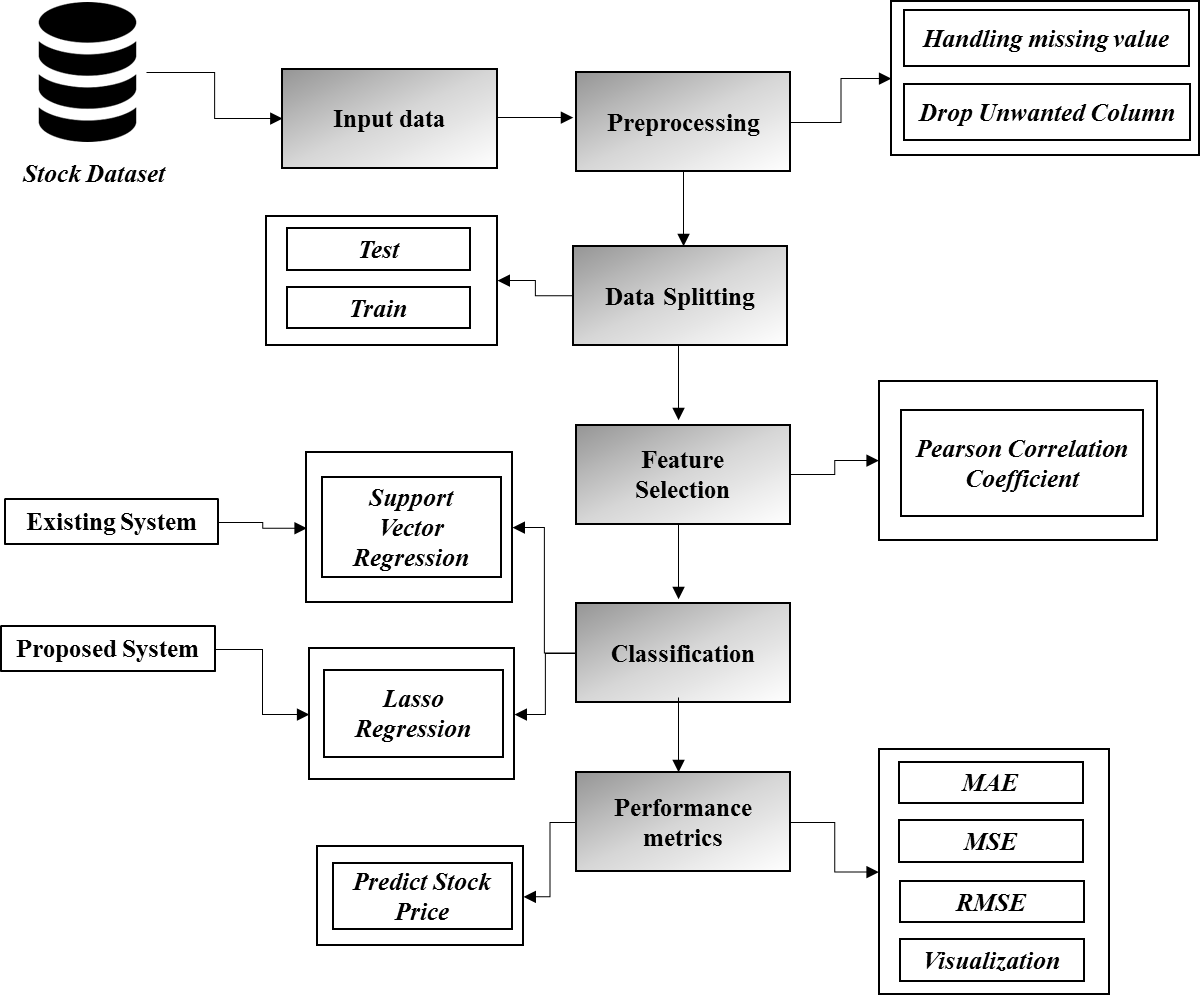 Stock Dataset
Input data
Preprocessing
Handling missing value
Drop Unwanted Column
Test
Train
Data Splitting
Feature
Selection
Pearson Correlation
Coefficient
Existing System
Support
Vector
Regression
Proposed System
Lasso
Regression
Classification
Performance
metrics
Predict Stock
Price
MAE
MSE
RMSE
Visualization